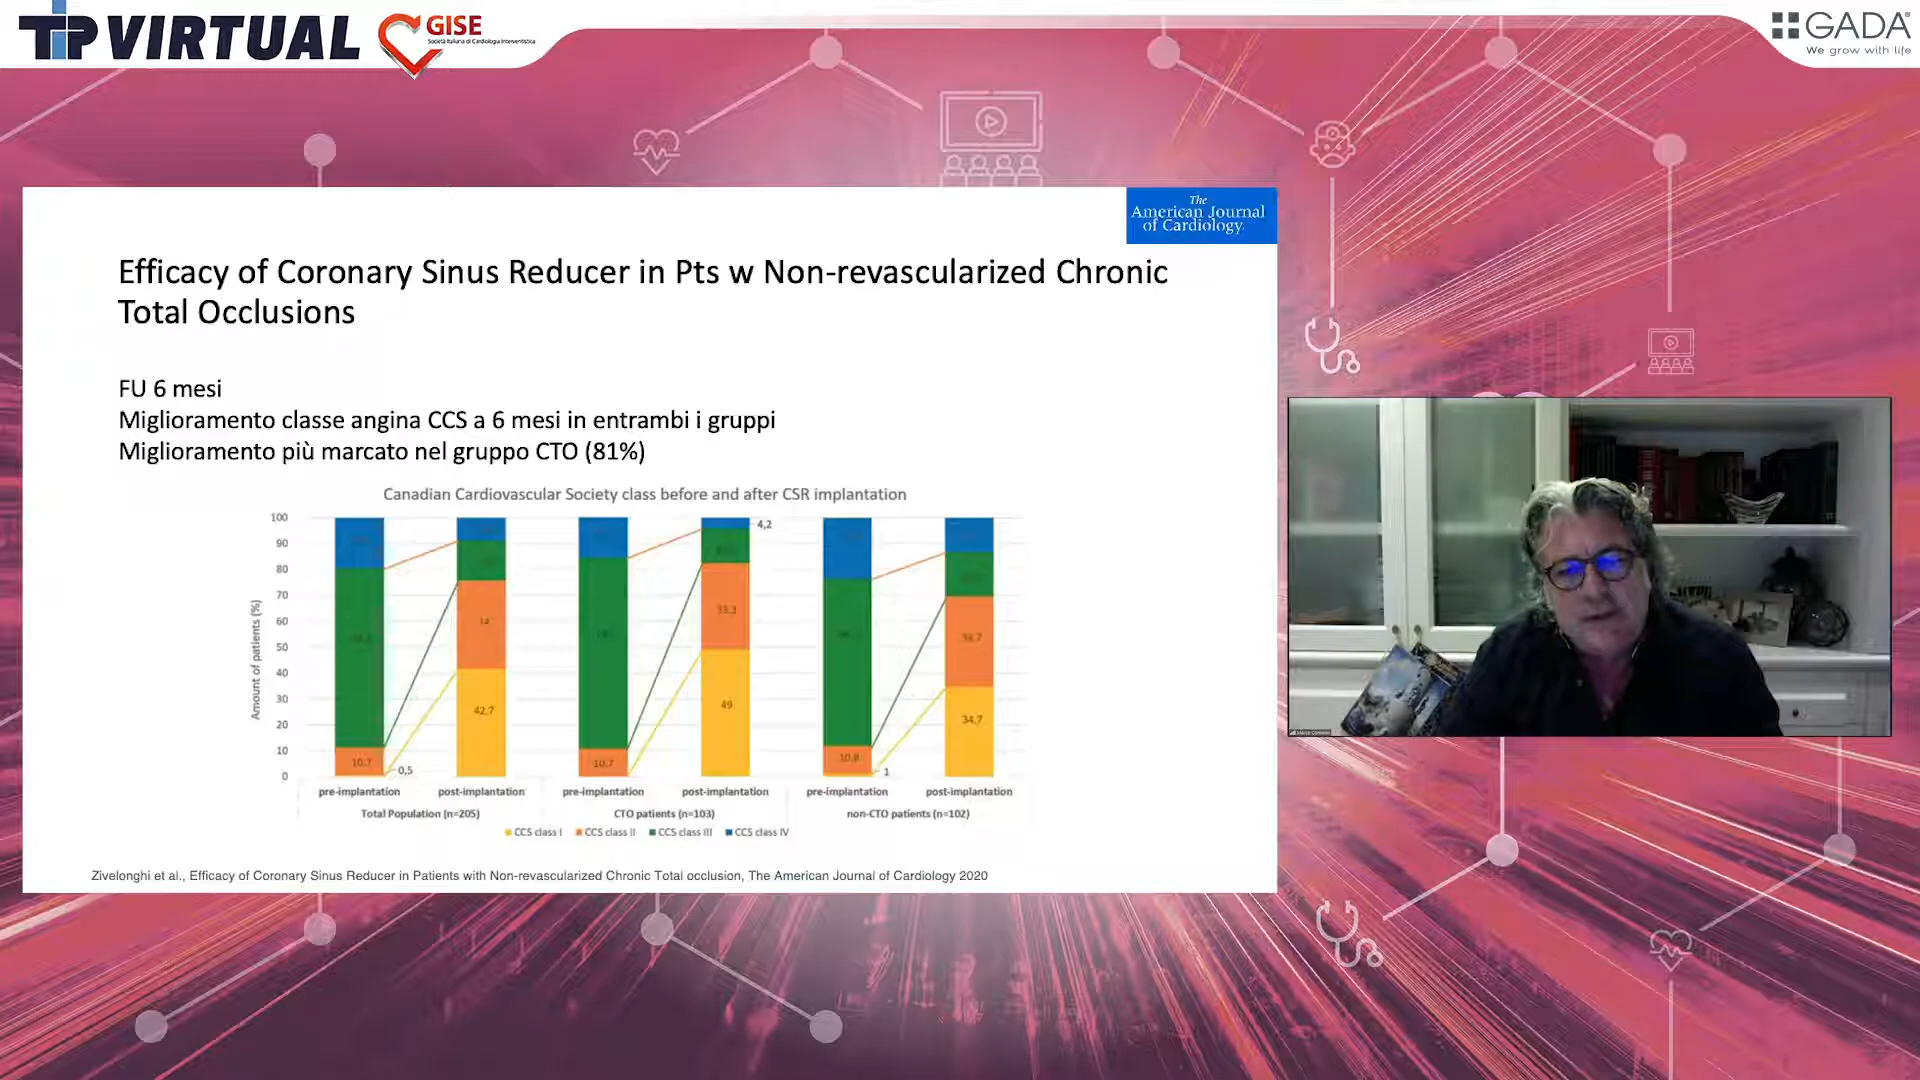 TIP VIRTUAL
GISE
Società Italiana di Cardiologia Interventistica
GADA
We grow with life
The
American Journal
of Cardiology
Efficacy of Coronary Sinus Reducer in Pts w Non-revascularized Chronic
Total Occlusions
FU 6 mesi
Miglioramento classe angina CCS a 6 mesi in entrambi i gruppi
Miglioramento più marcato nel gruppo CTO (81%)
Canadian Cardiovascular Society class before and after CSR implantation
Amount of patients (%)
100
90
80
70
60
50
40
30
20
10
0
10,7
0,5
34
42,7
10,7
4,2
33,3
49
10,8
1
34,7
pre-implantation post-implantation pre-implantation post-implantation pre-implantation post-implantation
Total Population (n=205) CTO patients (n=103) non-CTO patients (n=102)
CCS class I CCS class II CCS class III CCS class IV
Zivelonghi et al., Efficacy of Coronary Sinus Reducer in Patients with Non-revascularized Chronic Total occlusion, The American Journal of Cardiology 2020